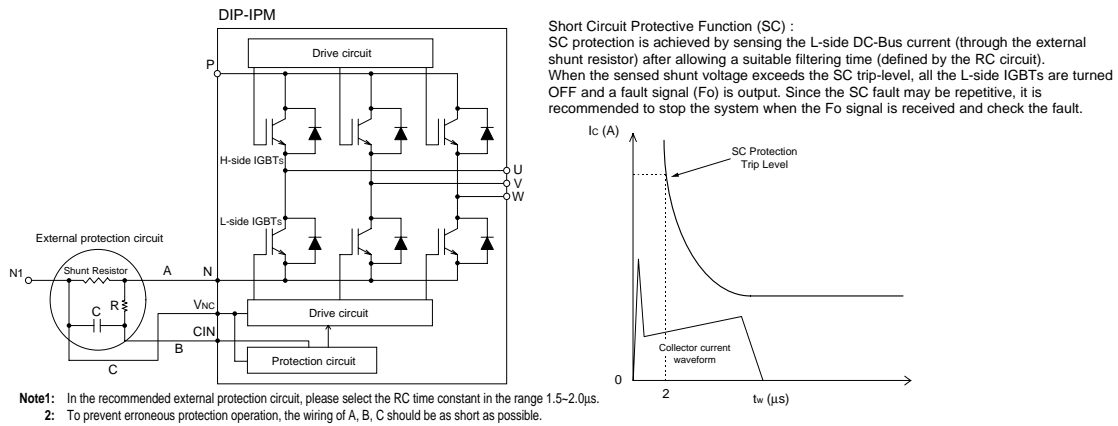 DIP-IPM
Drive circuit
P
H-side IGBTs
U
V
W
L-side IGBTs
External protection circuit
N1
Shunt Resistor
A
N
R
C
VNC
Drive circuit
CIN
B
C
Protection circuit
Short Circuit Protective Function (SC) :
SC protection is achieved by sensing the L-side DC-Bus current (through the external
shunt resistor) after allowing a suitable filtering time (defined by the RC circuit).
When the sensed shunt voltage exceeds the SC trip-level, all the L-side IGBTs are turned
OFF and a fault signal (Fo) is output. Since the SC fault may be repetitive, it is
recommended to stop the system when the Fo signal is received and check the fault.
IC (A)
SC Protection
Trip Level
Collector current
waveform
0
2
tw (μs)
Note1: In the recommended external protection circuit, please select the RC time constant in the range 1.5~2.0μs.
2: To prevent erroneous protection operation, the wiring of A, B, C should be as short as possible.